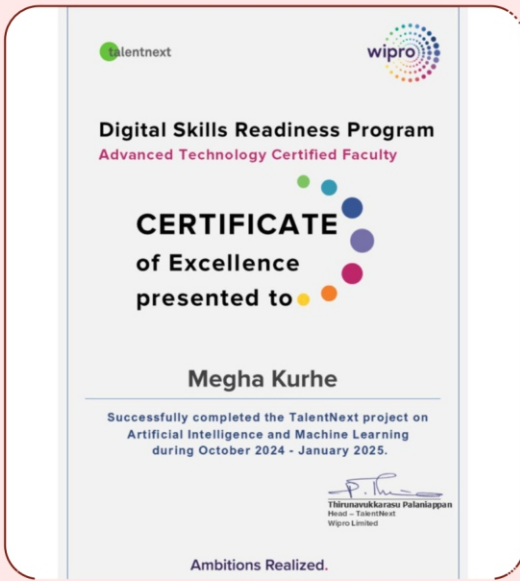 talentnext
wipro
Digital Skills Readiness Program
Advanced Technology Certified Faculty
CERTIFICATE
of Excellence
presented to
Megha Kurhe
Successfully completed the TalentNext project on
Artificial Intelligence and Machine Learning
during October 2024 - January 2025.
Thirunavukkarasu Palaniappan
Head – TalentNext
Wipro Limited
Ambitions Realized.